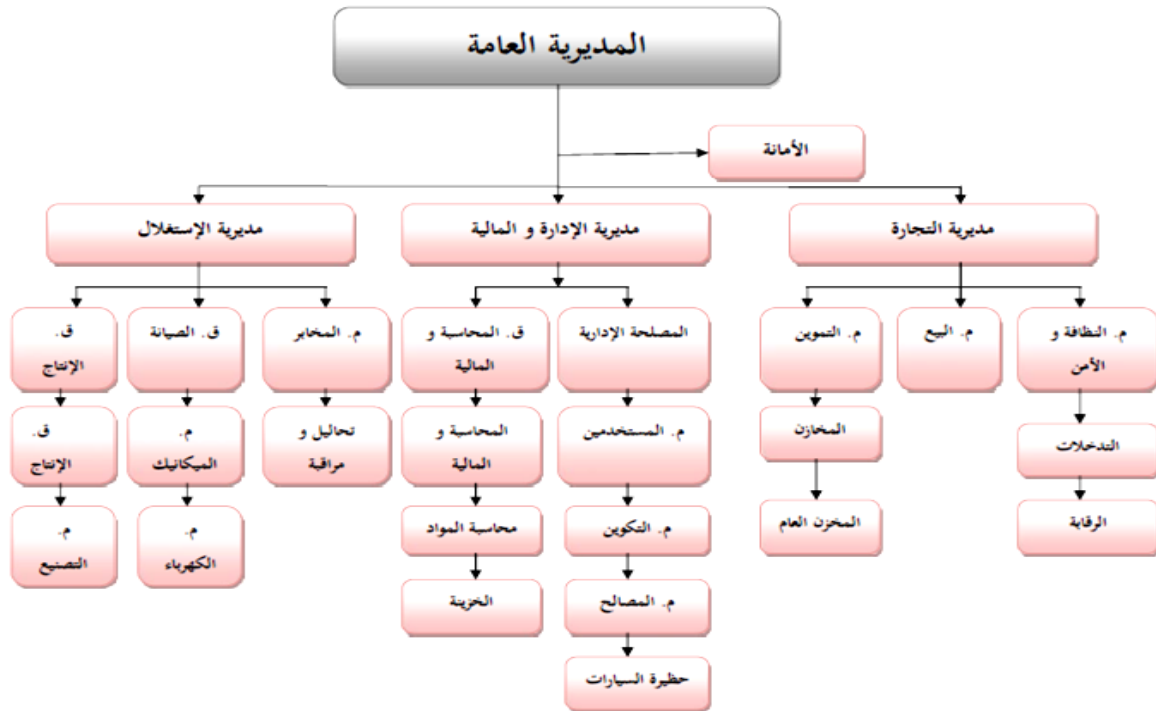 المديرية العامة
الأمانة
مديرية التجارة
مديرية الإدارة و المالية
مديرية الإستغلال
م. النظافة و
الأمن
م. البيع
م. التموين
المصلحة الإدارية
ق. المحاسبة و
المالية
م. المخابر
ق. الصيانة
ق.
الإنتاج
التدخلات
المخازن
م. المستخدمين
المحاسبة و
المالية
تحاليل و
مراقبة
م.
الميكانيك
ق.
الإنتاج
الرقابة
المخزن العام
م. التكوين
محاسبة المواد
م.
الكهرباء
م.
التصنيع
م. المصالح
الخزينة
حظيرة السيارات